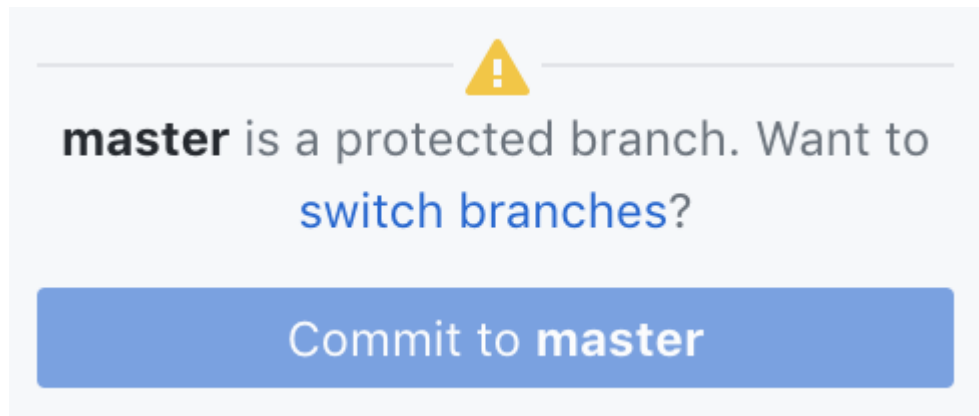 master is a protected branch. Want to
switch branches?
Commit to master